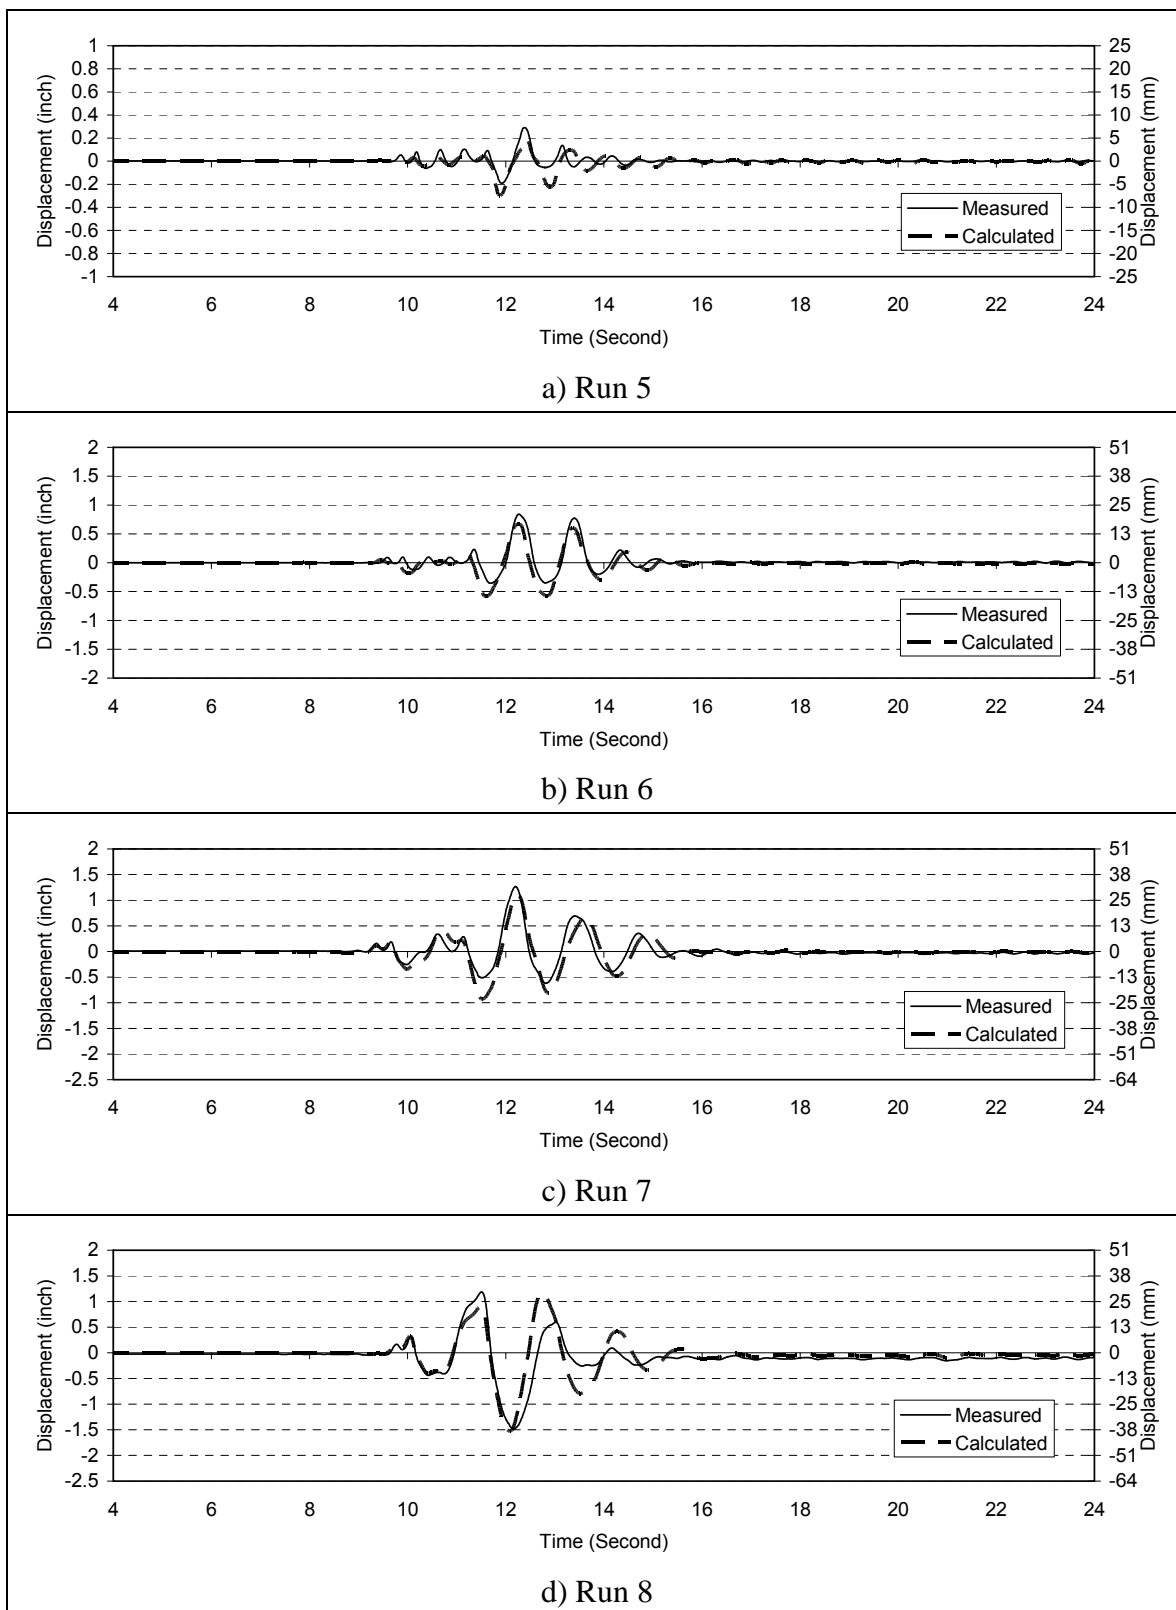 1
0.8
0.6
0.4
0.2
0
-0.2
-0.4
-0.6
-0.8
-1
Displacement (inch)
25
20
15
10
5
0
-5
-10
-15
-20
-25
Displacement (mm)
Measured
Calculated
4 6 8 10 12 14 16 18 20 22 24
Time (Second)
a) Run 5
2
1.5
1
0.5
0
-0.5
-1
-1.5
-2
Displacement (inch)
51
38
25
13
0
-13
-25
-38
-51
Displacement (mm)
Measured
Calculated
4 6 8 10 12 14 16 18 20 22 24
Time (Second)
b) Run 6
2
1.5
1
0.5
0
-0.5
-1
-1.5
-2
-2.5
Displacement (inch)
51
38
25
13
0
-13
-25
-38
-51
-64
Displacement (mm)
Measured
Calculated
4 6 8 10 12 14 16 18 20 22 24
Time (Second)
c) Run 7
2
1.5
1
0.5
0
-0.5
-1
-1.5
-2
-2.5
Displacement (inch)
51
38
25
13
0
-13
-25
-38
-51
-64
Displacement (mm)
Measured
Calculated
4 6 8 10 12 14 16 18 20 22 24
Time (Second)
d) Run 8